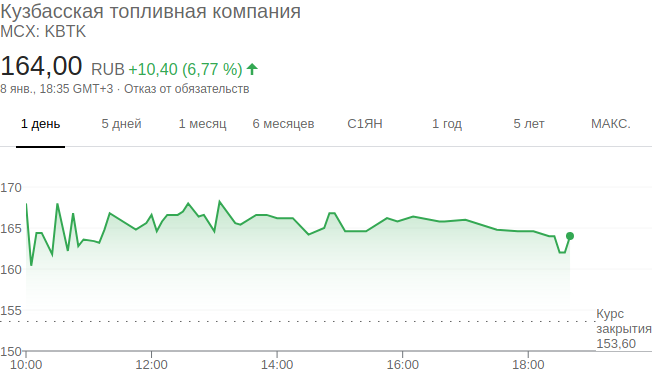 Кузбасская топливная компания
MCX: KBTK
164,00 RUB +10,40 (6,77 %)
8 янв., 18:35 GMT+3 · Отказ от обязательств
1 день 5 дней 1 месяц 6 месяцев С1ЯН 1 год 5 лет МАКС.
170
165
160
155
Курс
закрытия
153,60
150
10:00 12:00 14:00 16:00 18:00